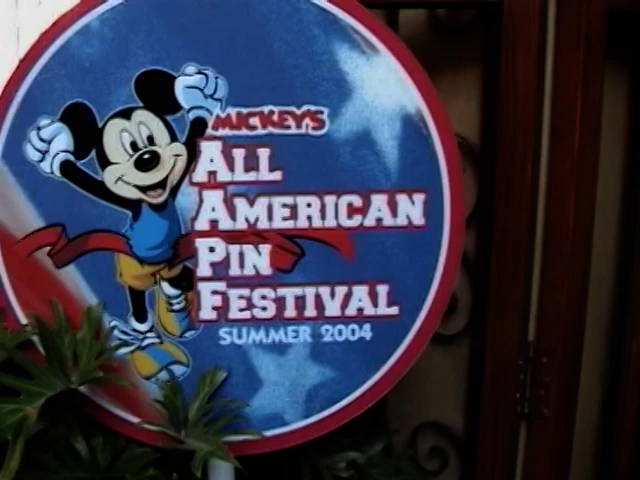 MICKEY'S
ALL
AMERICAN
PIN
FESTIVAL
SUMMER 2004